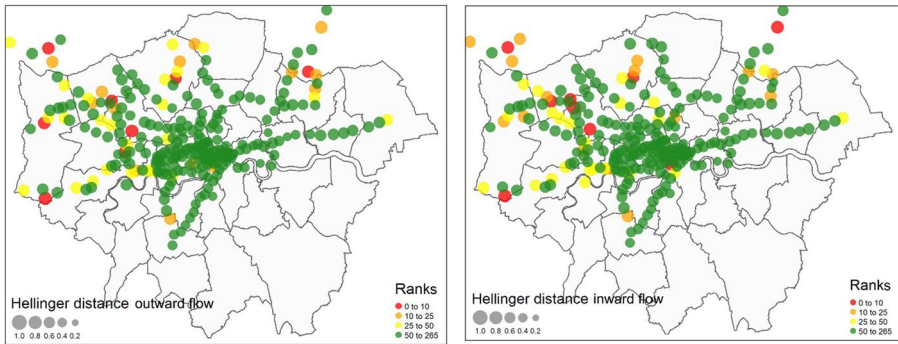 Hellinger distance outward flow
1.0 0.8 0.6 0.4 0.2
Ranks
0 to 10
10 to 25
25 to 50
50 to 265
Hellinger distance inward flow
1.0 0.8 0.6 0.4 0.2
Ranks
0 to 10
10 to 25
25 to 50
50 to 265